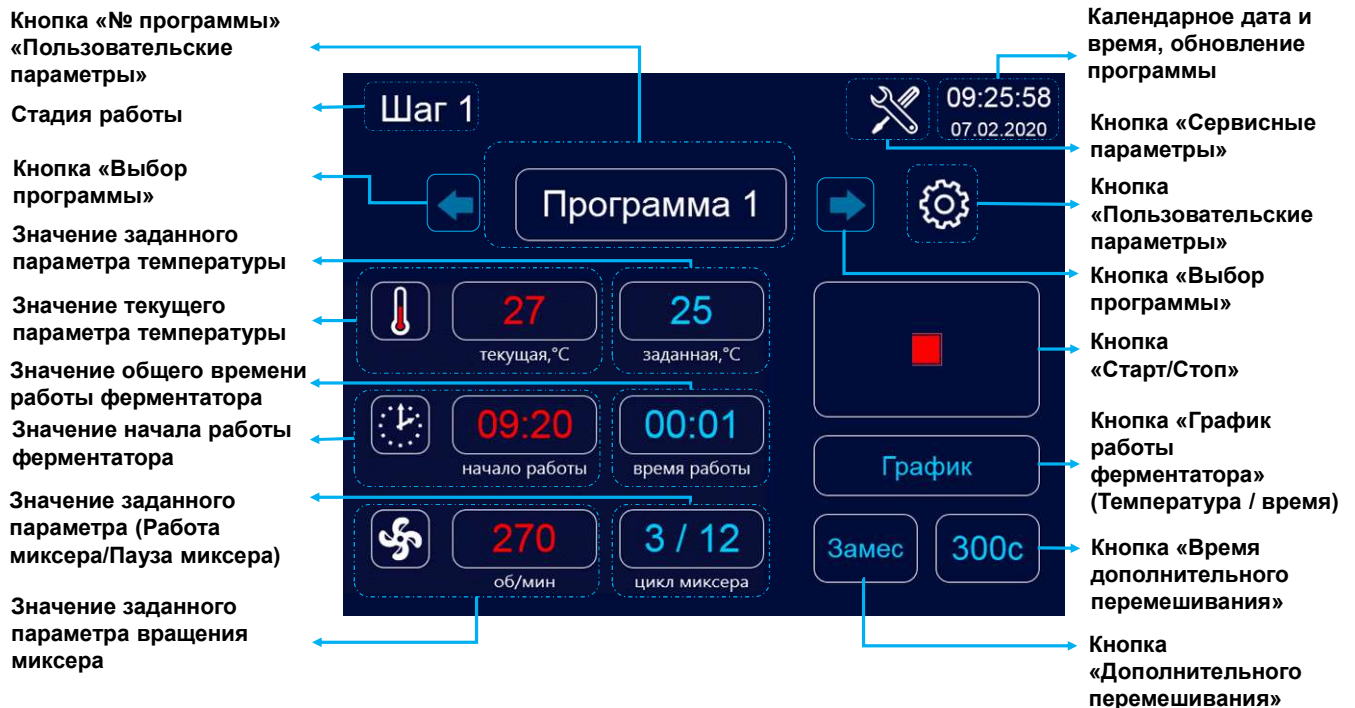 Кнопка «№ программы»
«Пользовательские
параметры»
Стадия работы
Кнопка «Выбор
программы»
Значение заданного
параметра температуры
Значение текущего
параметра температуры
Значение общего времени
работы ферментатора
Значение начала работы
ферментатора
Значение заданного
параметра (Работа
миксера/Пауза миксера)
Значение заданного
параметра вращения
миксера
Шаг 1
09:25:58
07.02.2020
Программа 1
27
текущая,°C
25
заданная,°C
09:20
начало работы
00:01
время работы
270
об/мин
3 / 12
цикл миксера
График
Замес
300с
Календарное дата и
время, обновление
программы
Кнопка «Сервисные
параметры»
Кнопка
«Пользовательские
параметры»
Кнопка «Выбор
программы»
Кнопка
«Старт/Стоп»
Кнопка «График
работы
ферментатора»
(Температура / время)
Кнопка «Время
дополнительного
перемешивания»
Кнопка
«Дополнительного
перемешивания»